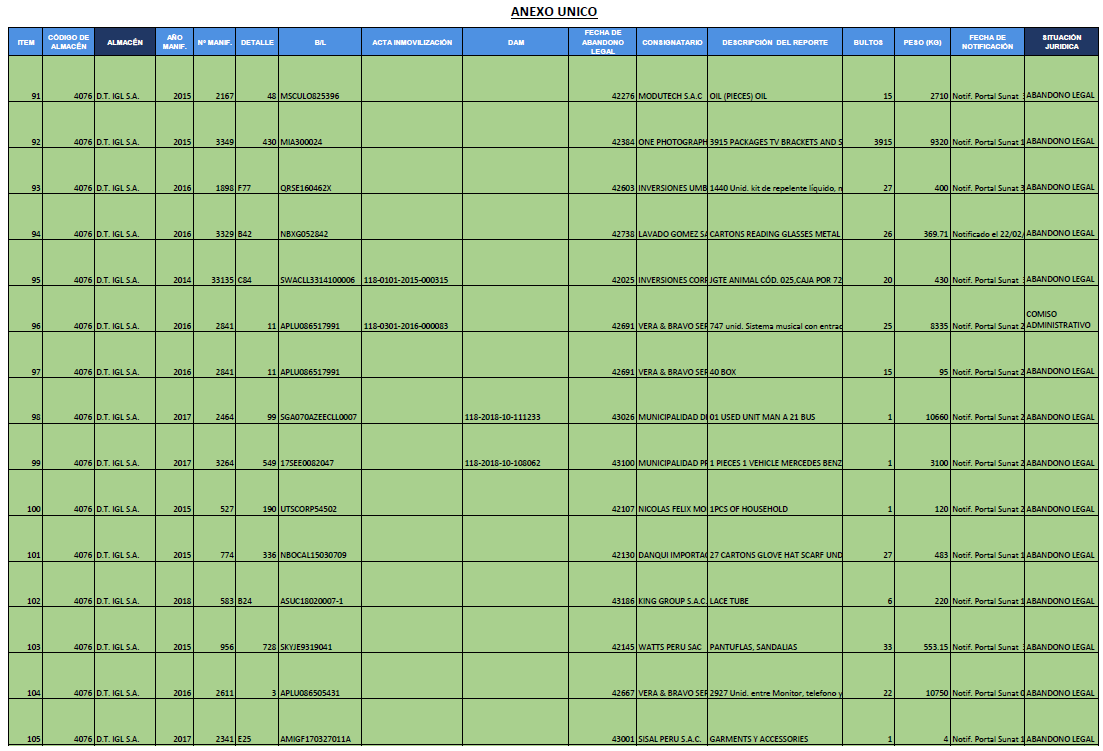 ANEXO UNICO
ITEM CÓDIGO DE ALMACÉN ALMACÉN AÑO MANIF. Nº MANIF. DETALLE B/L ACTA INMOVILIZACIÓN DAM FECHA DE ABANDONO LEGAL CONSIGNATARIO DESCRIPCIÓN DEL REPORTE BULTOS PESO (KG) FECHA DE NOTIFICACIÓN SITUACIÓN JURIDICA
91 4076 D.T. IGL S.A. 2015 2167 48 MSCULO825396 42276 MODUTECH S.A.C OIL (PIECES) OIL 15 2710 Notif. Portal Sunat ABANDONO LEGAL
92 4076 D.T. IGL S.A. 2015 3349 430 MIA300024 42384 ONE PHOTOGRAPH 3915 PACKAGES TV BRACKETS AND S 3915 9320 Notif. Portal Sunat 1 ABANDONO LEGAL
93 4076 D.T. IGL S.A. 2016 1898 F77 QRSE160462X 42603 INVERSIONES UMB 1440 Unid. kit de repelente líquido, n 27 400 Notif. Portal Sunat 3 ABANDONO LEGAL
94 4076 D.T. IGL S.A. 2016 3329 B42 NBXG052842 42738 LAVADO GOMEZ SA CARTONS READING GLASSES METAL 26 369.71 Notificado el 22/02/ ABANDONO LEGAL
95 4076 D.T. IGL S.A. 2014 33135 C84 SWACLL3314100006 118-0101-2015-000315 42025 INVERSIONES CORP JGTE ANIMAL CÓD. 025,CAJA POR 72 20 430 Notif. Portal Sunat ABANDONO LEGAL
96 4076 D.T. IGL S.A. 2016 2841 11 APLU086517991 118-0301-2016-000083 42691 VERA & BRAVO SER 747 unid. Sistema musical con entrad 25 8335 Notif. Portal Sunat 2 COMISO ADMINISTRATIVO
97 4076 D.T. IGL S.A. 2016 2841 11 APLU086517991 42691 VERA & BRAVO SER 40 BOX 15 95 Notif. Portal Sunat 2 ABANDONO LEGAL
98 4076 D.T. IGL S.A. 2017 2464 99 SGA070AZEECLL0007 118-2018-10-111233 43026 MUNICIPALIDAD DI 01 USED UNIT MAN A 21 BUS 1 10660 Notif. Portal Sunat 2 ABANDONO LEGAL
99 4076 D.T. IGL S.A. 2017 3264 549 17SEE0082047 118-2018-10-108062 43100 MUNICIPALIDAD PR 1 PIECES 1 VEHICLE MERCEDES BENZ 1 3100 Notif. Portal Sunat 2 ABANDONO LEGAL
100 4076 D.T. IGL S.A. 2015 527 190 UTSCORP54502 42107 NICOLAS FELIX MO 1PCS OF HOUSEHOLD 1 120 Notif. Portal Sunat 2 ABANDONO LEGAL
101 4076 D.T. IGL S.A. 2015 774 336 NBOCAL15030709 42130 DANQUI IMPORTAC 27 CARTONS GLOVE HAT SCARF UND 27 483 Notif. Portal Sunat 1 ABANDONO LEGAL
102 4076 D.T. IGL S.A. 2018 583 B24 ASUC18020007-1 43186 KING GROUP S.A.C. LACE TUBE 6 220 Notif. Portal Sunat 1 ABANDONO LEGAL
103 4076 D.T. IGL S.A. 2015 956 728 SKYJE9319041 42145 WATTS PERU SAC PANTUFLAS, SANDALIAS 33 553.15 Notif. Portal Sunat ABANDONO LEGAL
104 4076 D.T. IGL S.A. 2016 2611 3 APLU086505431 42667 VERA & BRAVO SER 2927 Unid. entre Monitor, telefono y 22 10750 Notif. Portal Sunat 0 ABANDONO LEGAL
105 4076 D.T. IGL S.A. 2017 2341 E25 AMIGF170327011A 43001 SISAL PERU S.A.C. GARMENTS Y ACCESSORIES 1 4 Notif. Portal Sunat 1 ABANDONO LEGAL